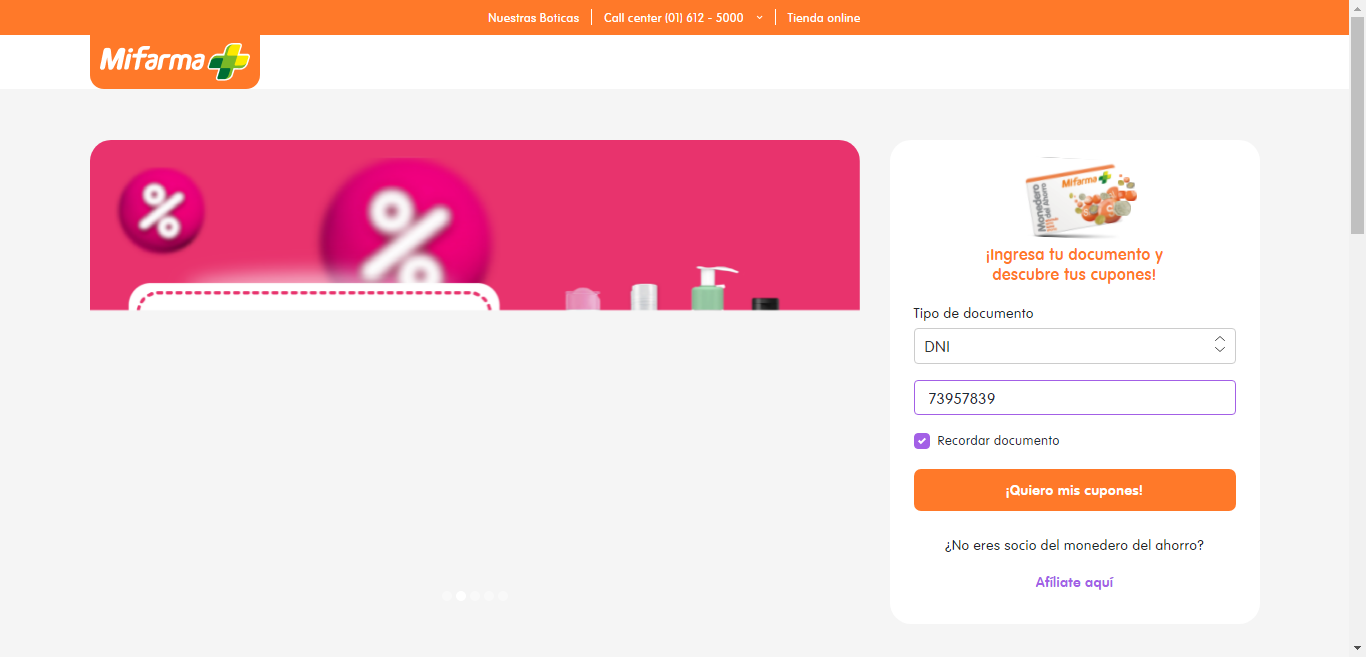 Nuestras Boticas
Call center (01) 612 - 5000
Tienda online
Mifarma
%
%
Mifarma
Monedero
del Ahorro
¡Ingresa tu documento y
descubre tus cupones!
Tipo de documento
DNI
73957839
Recordar documento
¡Quiero mis cupones!
¿No eres socio del monedero del ahorro?
Afíliate aquí